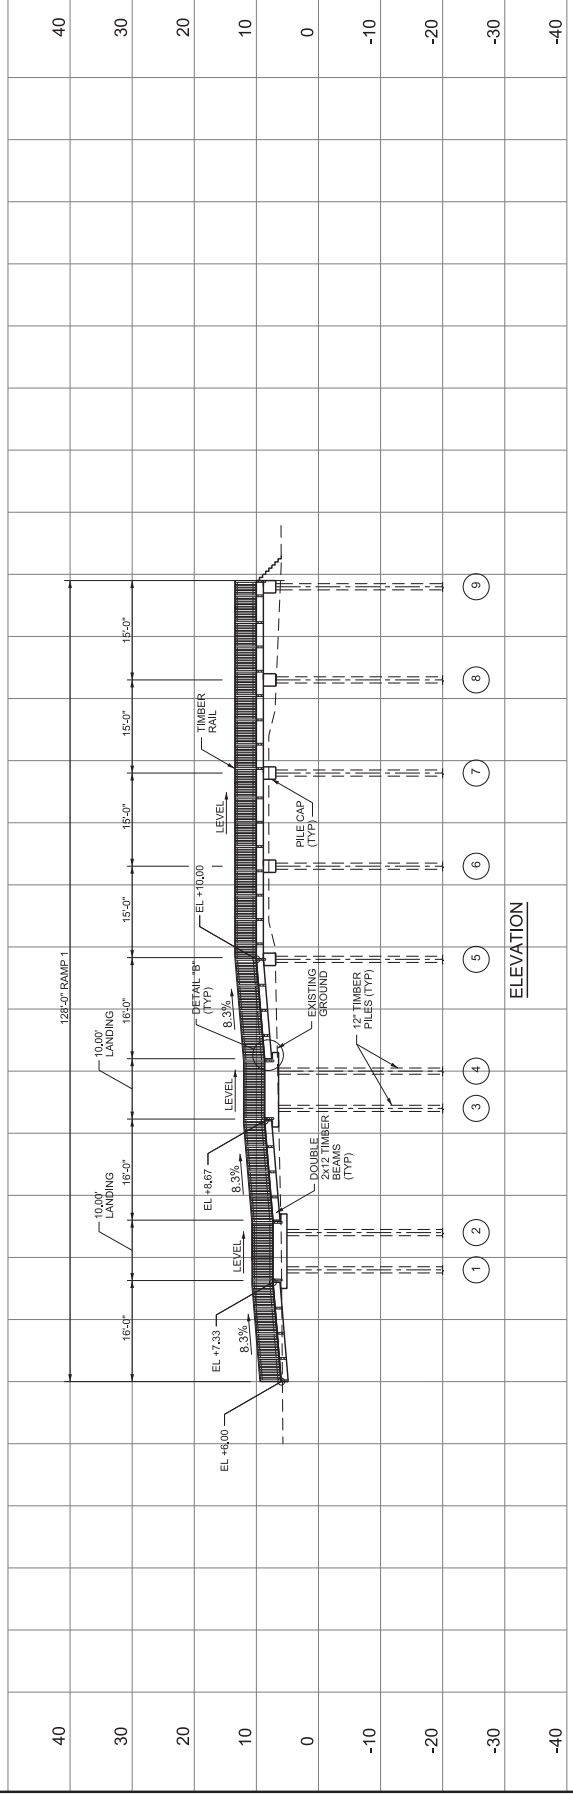 40
30
20
10
0
-10
-20
-30
-40
40
30
20
10
0
-10
-20
-30
-40
128'-0" RAMP 1
16'-0"
10.00'
LANDING
16'-0"
10.00'
LANDING
16'-0"
15'-0"
15'-0"
15'-0"
15'-0"
EL +6.00
EL +7.33
8.3%
LEVEL
EL +8.67
8.3%
LEVEL
DETAIL "B"
(TYP)
8.3%
EL +10.00
LEVEL
TIMBER
RAIL
DOUBLE
2x12 TIMBER
BEAMS
(TYP)
EXISTING
GROUND
PILE CAP
(TYP)
12" TIMBER
PILES (TYP)
1
2
3
4
5
6
7
8
9
ELEVATION